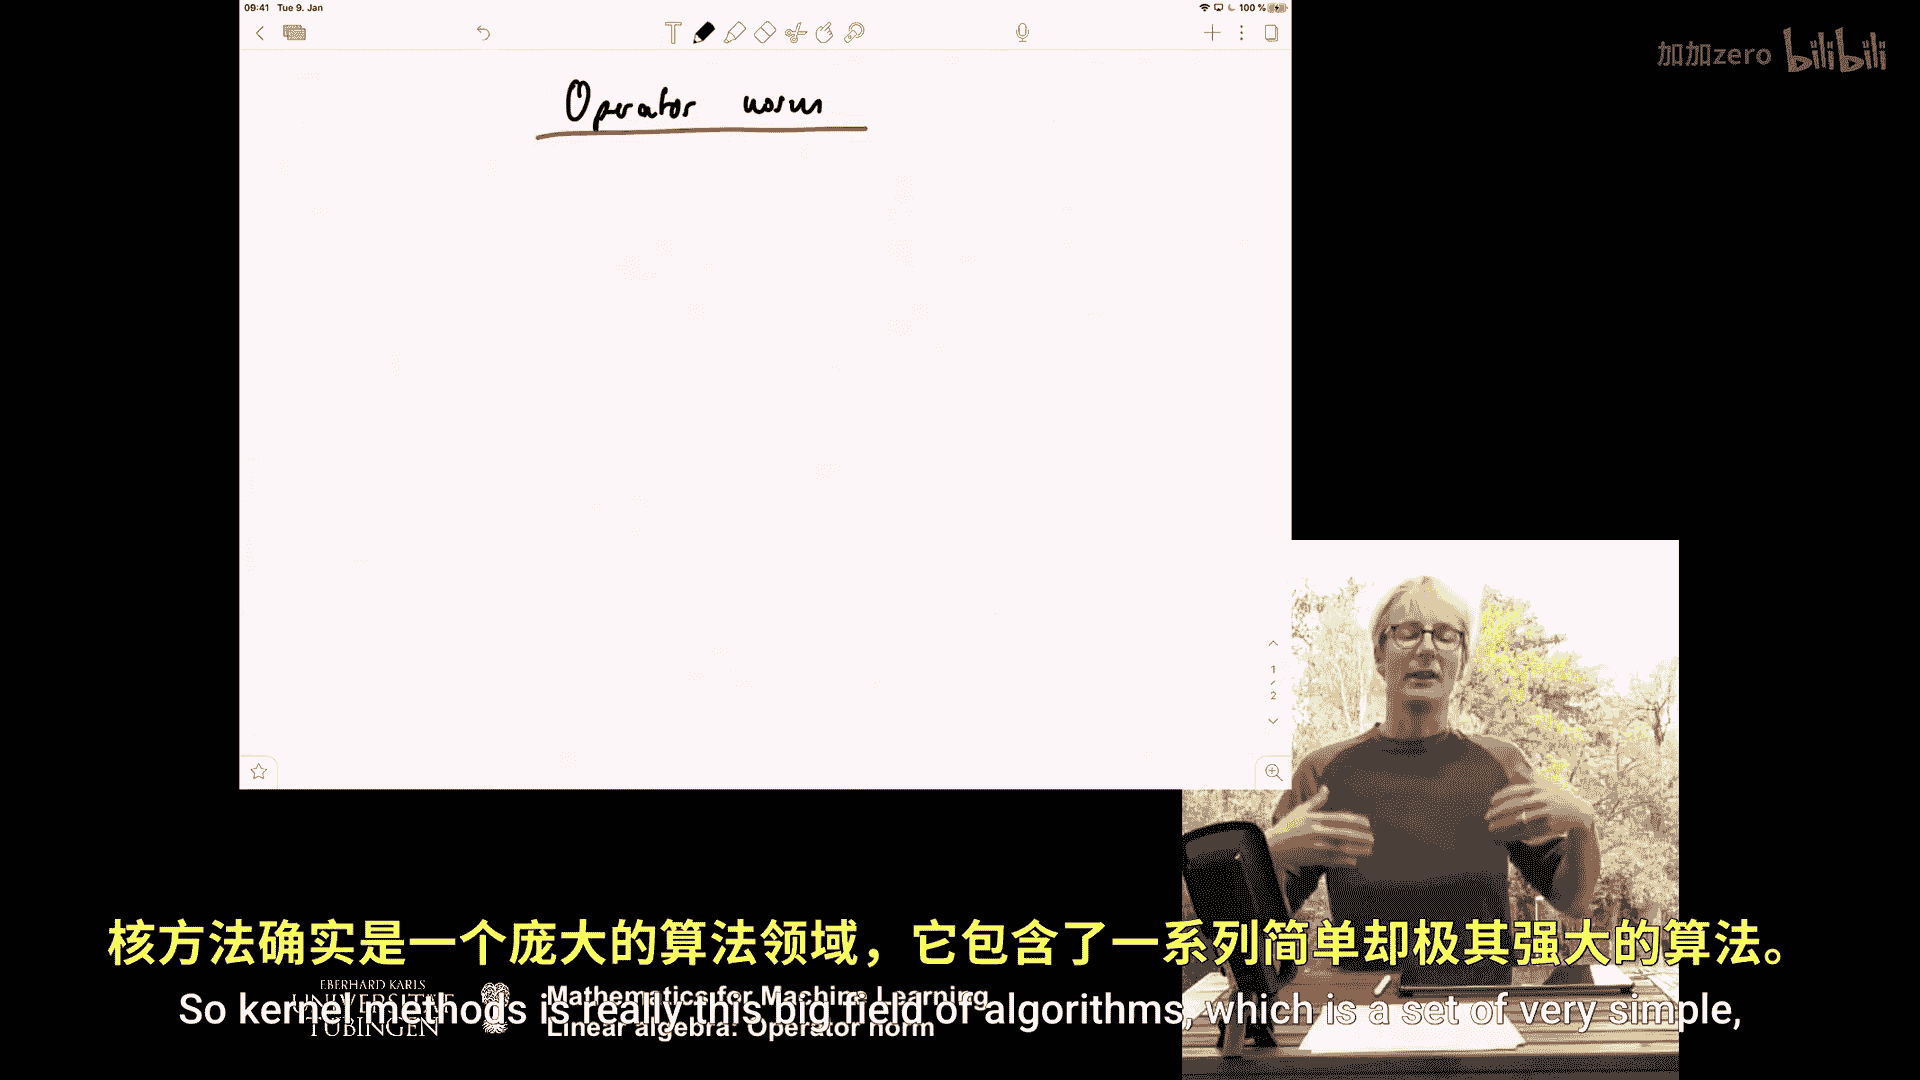 09:41 Tue 9. Jan
100 %
T
Operator norm
加加zero bilibili
1
/
2
核方法确实是一个庞大的算法领域，它包含了一系列简单却极其强大的算法。
So kernel methods is really this big field of algorithms, which is a set of very simple,
EBERHARD KARLS
UNIVERSITÄT
TÜBINGEN
Mathematics for Machine Learning
Linear algebra: Operator norm